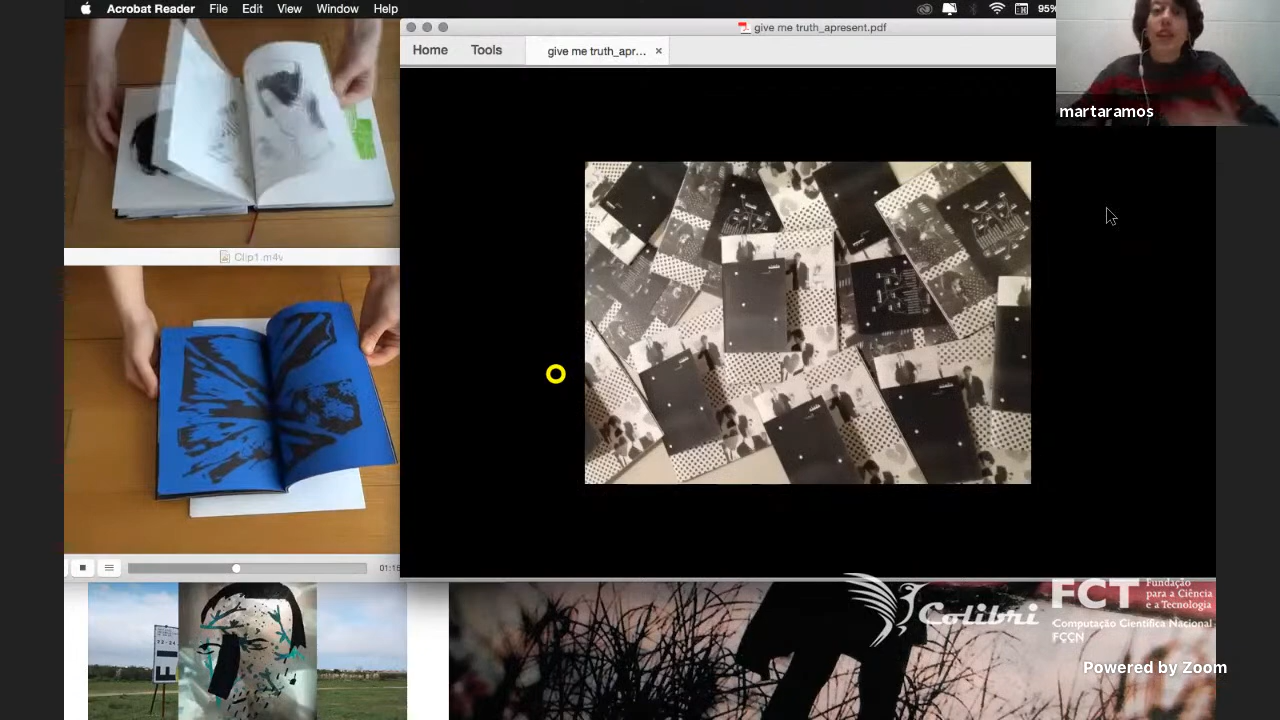 Acrobat Reader File Edit View Window Help
95%
give me truth_apresent.pdf
Home Tools give me truth_apr... ×
martaramos
Clip1.m4v
Colibri
FCT Fundação
para a Ciência
e a Tecnologia
Computação Científica Nacional
FCCN
Powered by Zoom